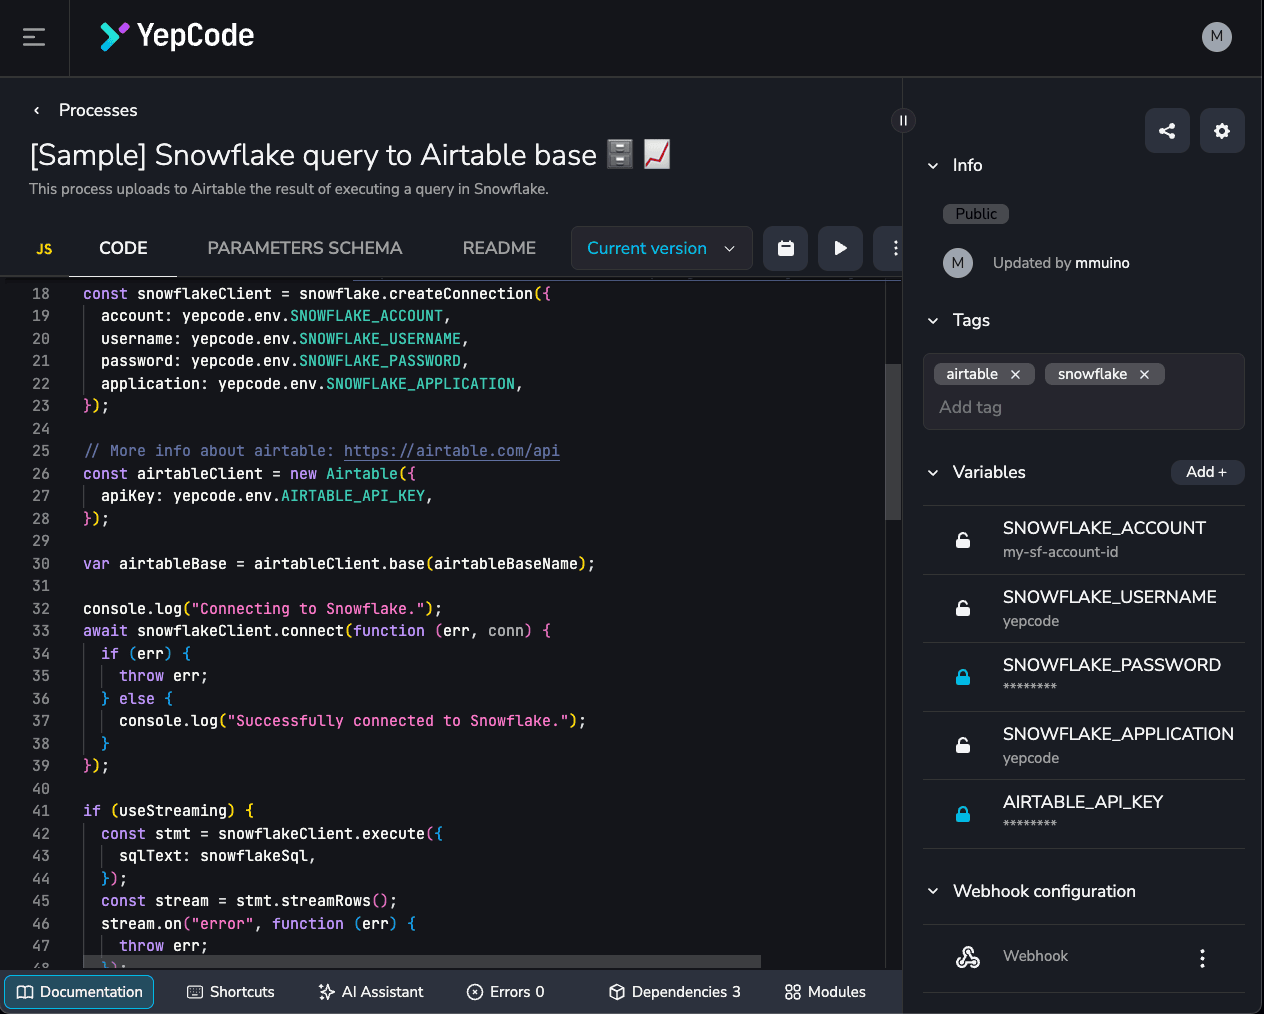 YepCode
M
Processes
[Sample] Snowflake query to Airtable base
This process uploads to Airtable the result of executing a query in Snowflake.
JS
CODE
PARAMETERS SCHEMA
README
Current version
18 const snowflakeClient = snowflake.createConnection({
19 account: yepcode.env.SNOWFLAKE_ACCOUNT,
20 username: yepcode.env.SNOWFLAKE_USERNAME,
21 password: yepcode.env.SNOWFLAKE_PASSWORD,
22 application: yepcode.env.SNOWFLAKE_APPLICATION,
23 });
24
25 // More info about airtable: https://airtable.com/api
26 const airtableClient = new Airtable({
27 apiKey: yepcode.env.AIRTABLE_API_KEY,
28 });
29
30 var airtableBase = airtableClient.base(airtableBaseName);
31
32 console.log("Connecting to Snowflake.");
33 await snowflakeClient.connect(function (err, conn) {
34 if (err) {
35 throw err;
36 } else {
37 console.log("Successfully connected to Snowflake.");
38 }
39 });
40
41 if (useStreaming) {
42 const stmt = snowflakeClient.execute({
43 sqlText: snowflakeSql,
44 });
45 const stream = stmt.streamRows();
46 stream.on("error", function (err) {
47 throw err;
48 });
Documentation
Shortcuts
AI Assistant
Errors 0
Dependencies 3
Modules
Info
Public
M
Updated by mmuino
Tags
airtable
snowflake
Add tag
Variables
Add +
SNOWFLAKE_ACCOUNT
my-sf-account-id
SNOWFLAKE_USERNAME
yepcode
SNOWFLAKE_PASSWORD
********
SNOWFLAKE_APPLICATION
yepcode
AIRTABLE_API_KEY
********
Webhook configuration
Webhook